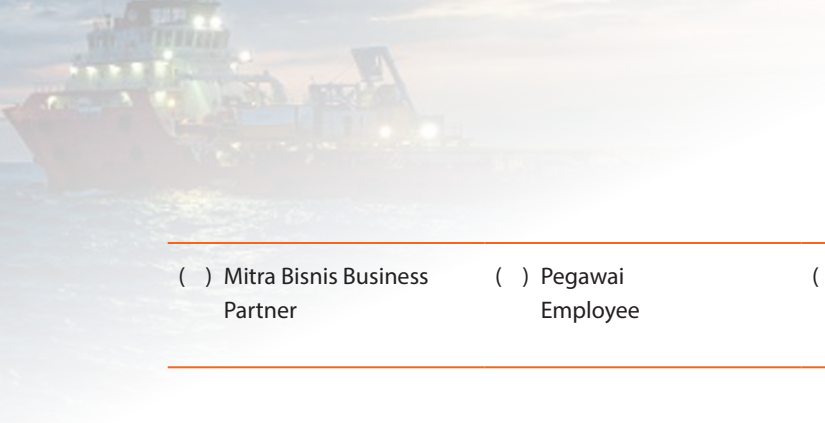 ( ) Mitra Bisnis Business ( ) Pegawai (
Partner Employee